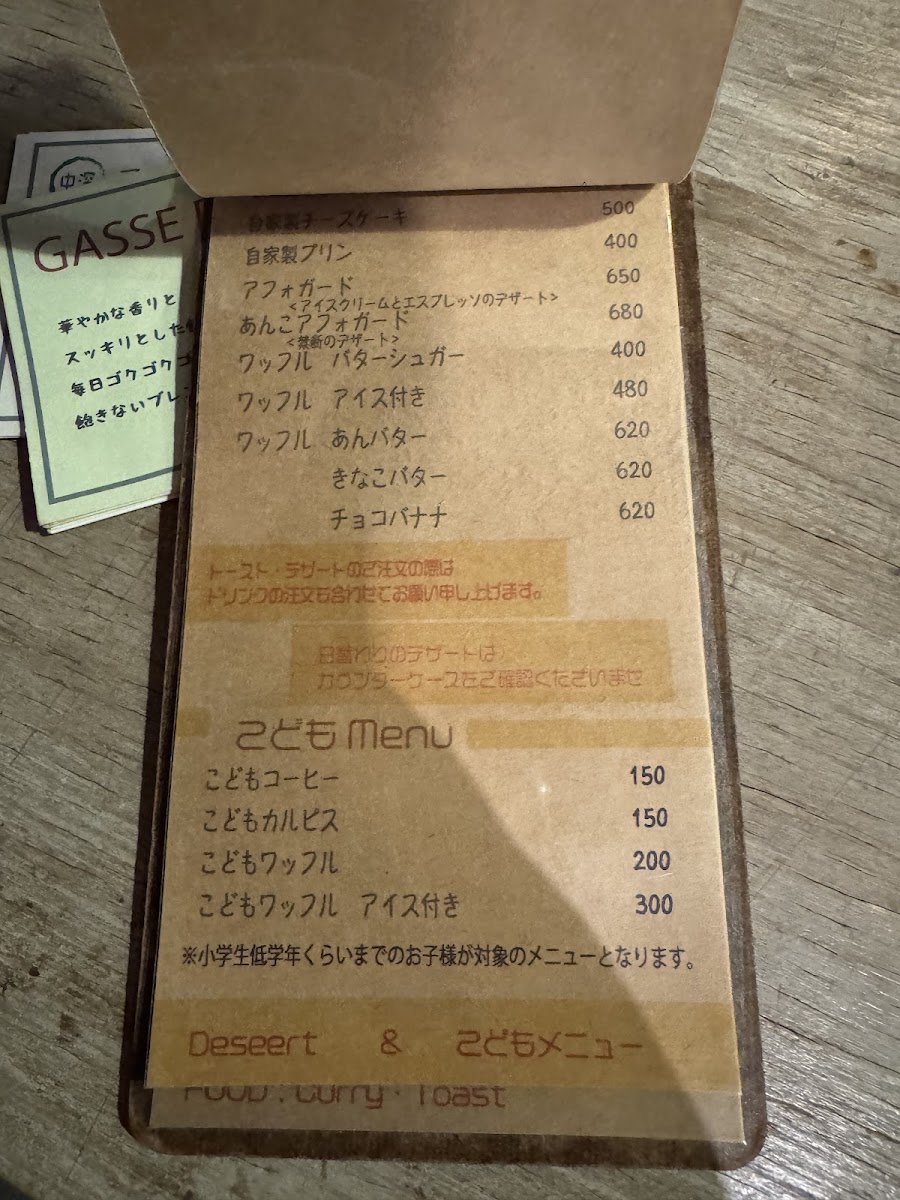 中深 一
GASSE
華やかな香りと
スッキリとした
毎日ゴクゴク
飽きないブレン
自家製チーズケーキ 500
自家製プリン 400
アフォガード 650
<アイスクリームとエスプレッソのデザート>
あんこアフォガード 680
<禁断のデザート>
ワッフル バターシュガー 400
ワッフル アイス付き 480
ワッフル あんバター 620
きなこバター 620
チョコバナナ 620
トースト・デザートのご注文の際は
ドリンクの注文も合わせてお願い申し上げます。
日替わりのデザートは
カウンターケースをご確認くださいませ
こども Menu
こどもコーヒー 150
こどもカルピス 150
こどもワッフル 200
こどもワッフル アイス付き 300
※小学生低学年くらいまでのお子様が対象のメニューとなります。
Deseert & こどもメニュー
FOOD : Curry・Toast